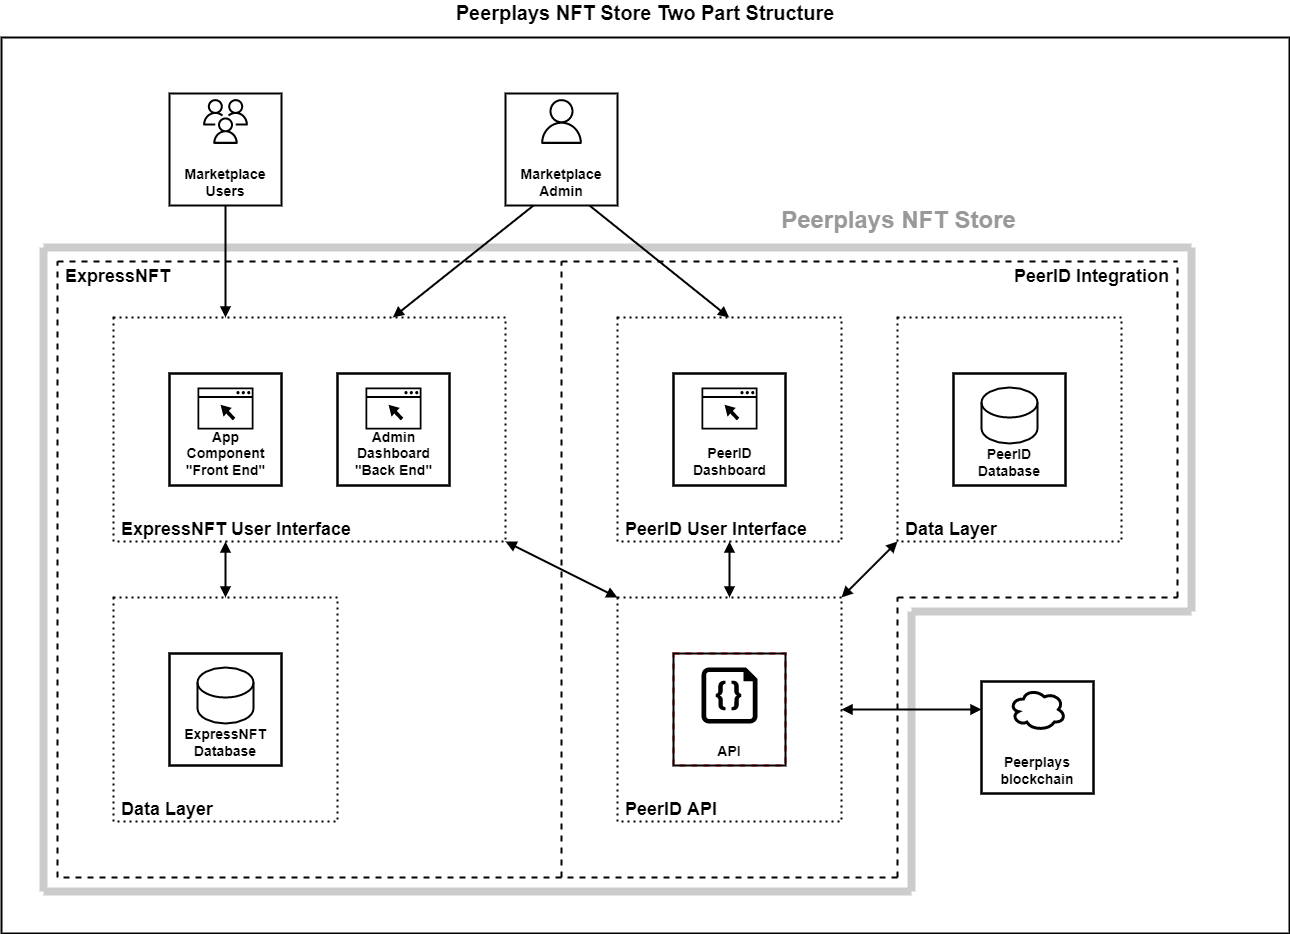 Peerplays NFT Store Two Part Structure
Marketplace
Users
Marketplace
Admin
Peerplays NFT Store
ExpressNFT
PeerID Integration
App
Component
"Front End"
Admin
Dashboard
"Back End"
PeerID
Dashboard
PeerID
Database
ExpressNFT User Interface
PeerID User Interface
Data Layer
ExpressNFT
Database
{}
API
Peerplays
blockchain
Data Layer
PeerID API